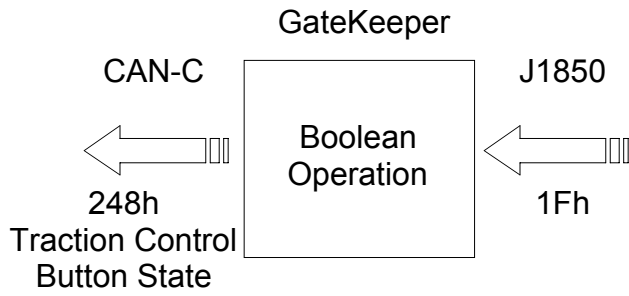 GateKeeper
CAN-C
J1850
Boolean
Operation
248h
1Fh
Traction Control
Button State